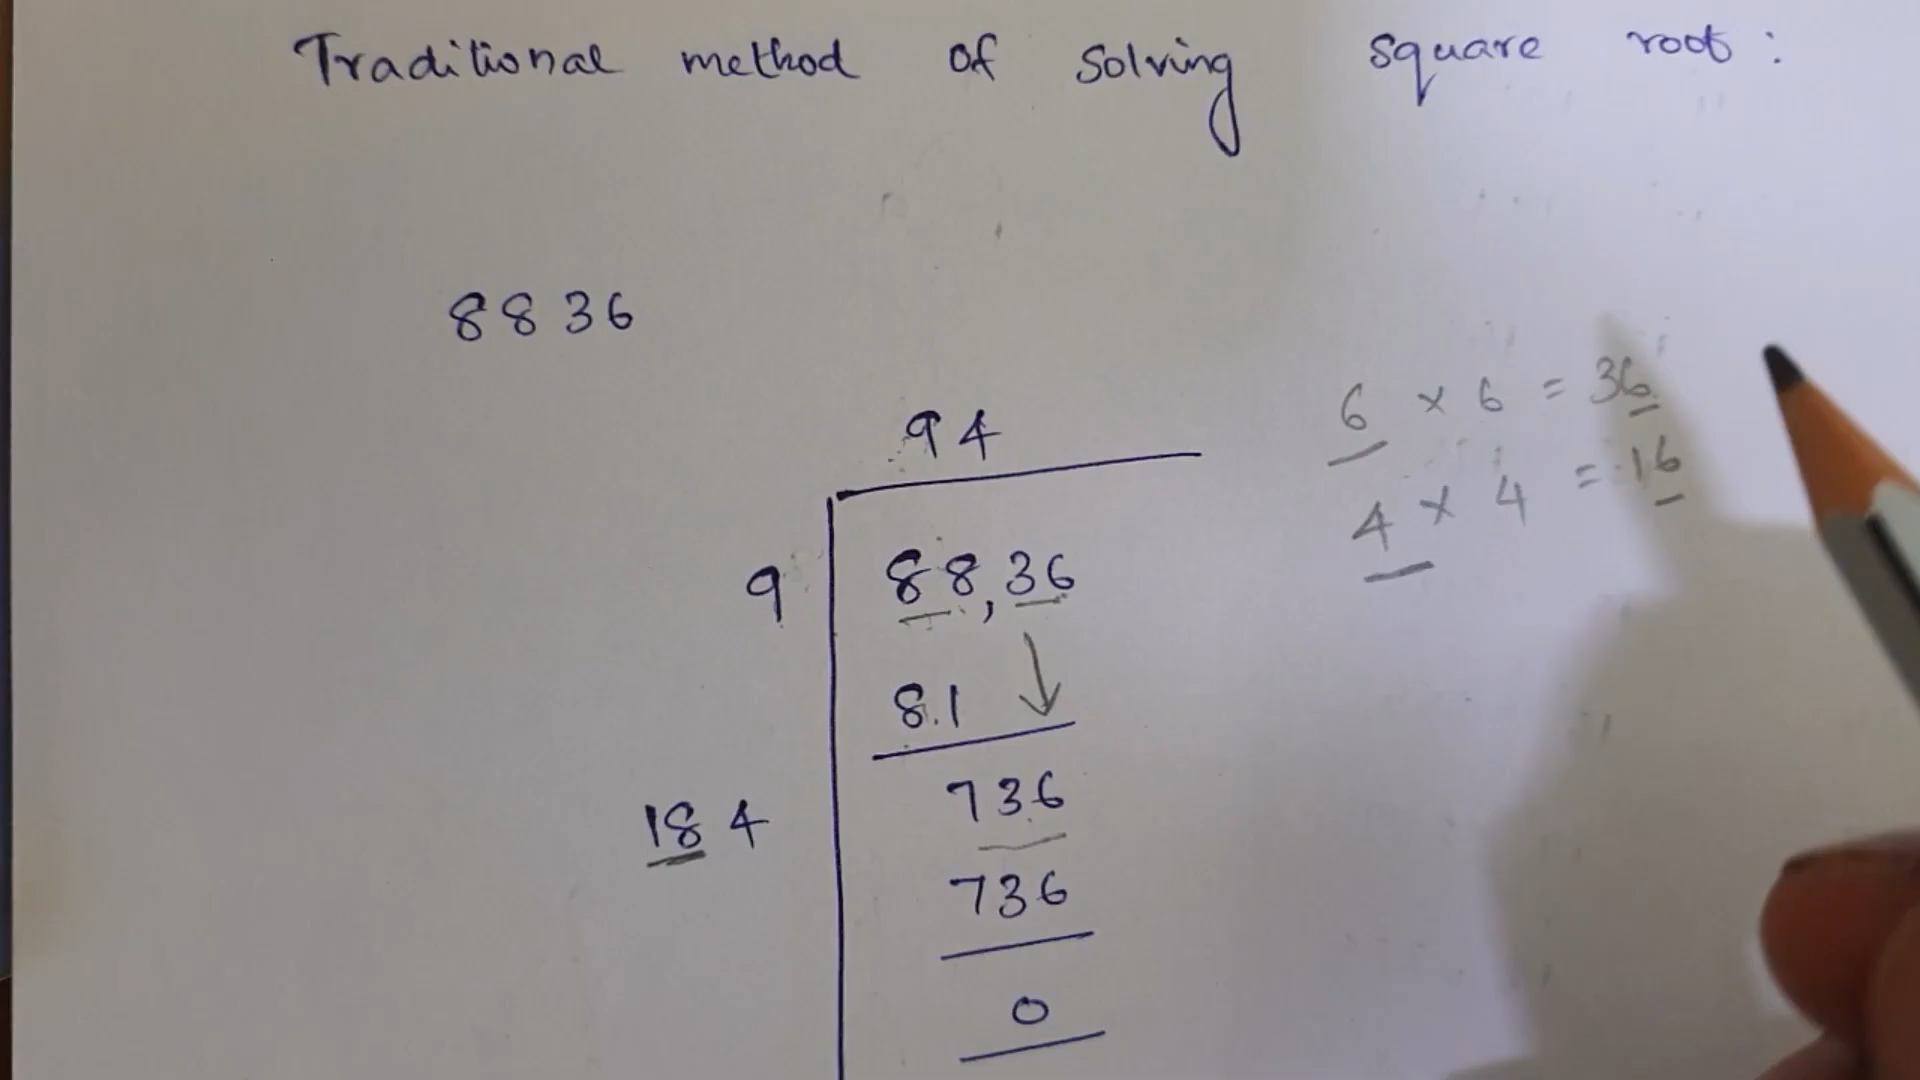 Traditional method of solving square root:
8836
6 x 6 = 36
94
4 x 4 = 16
9 88,36
81
736
184
736
0